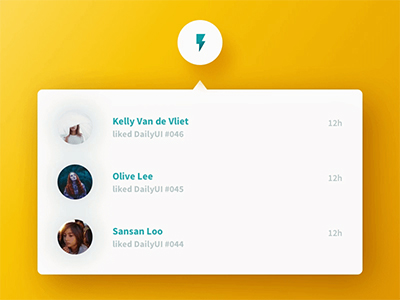 Kelly Van de Vliet
liked DailyUI #046
12h
Olive Lee
liked DailyUI #045
12h
Sansan Loo
liked DailyUI #044
12h